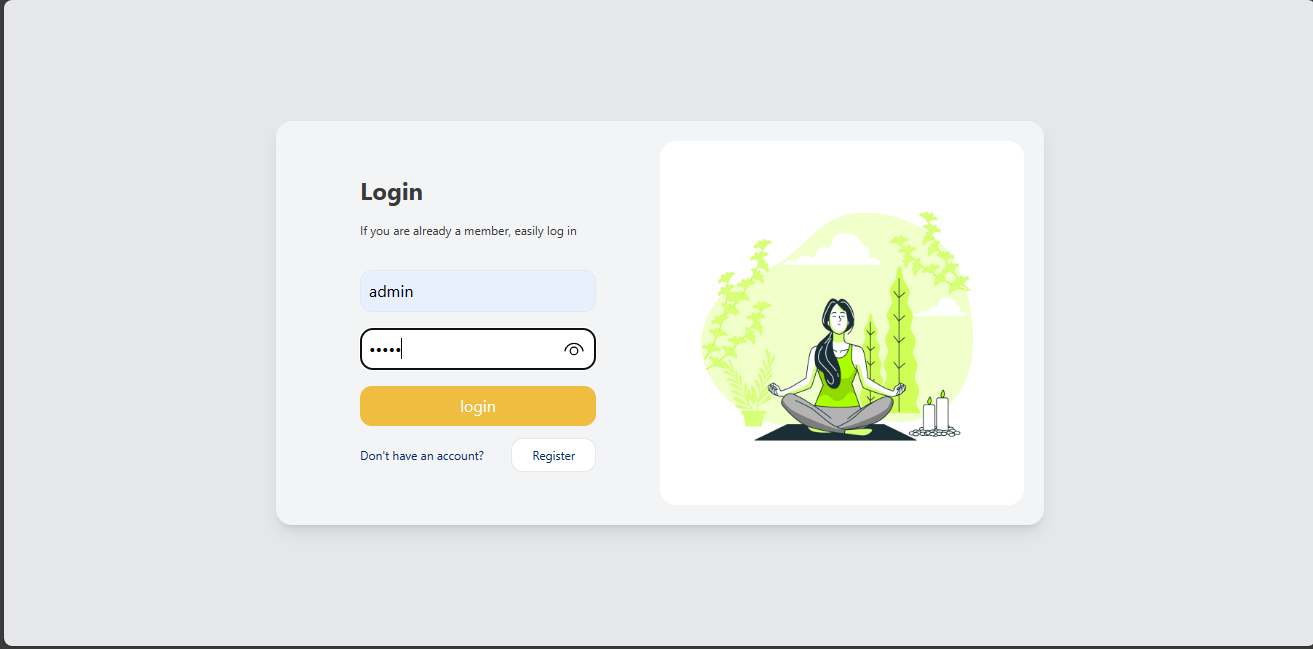 Login
If you are already a member, easily log in
admin
•••••
login
Don't have an account?
Register